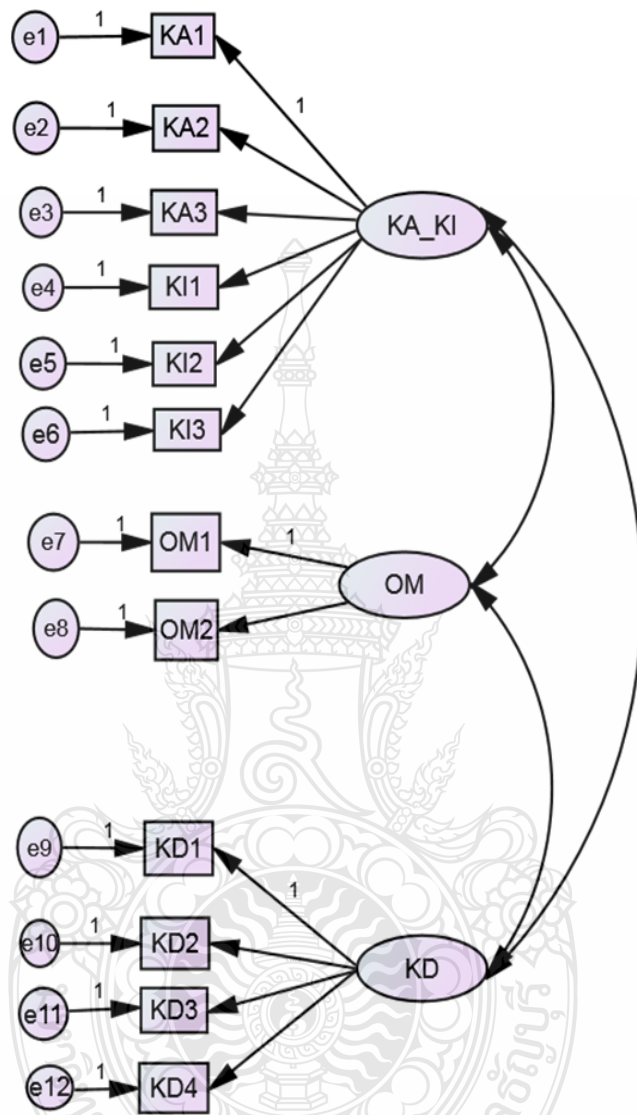 e1 1 KA1
1
e2 1 KA2
e3 1 KA3
KA_KI
e4 1 KI1
e5 1 KI2
e6 1 KI3
e7 1 OM1 1
OM
e8 1 OM2
e9 1 KD1
1
e10 1 KD2
KD
e11 1 KD3
e12 1 KD4